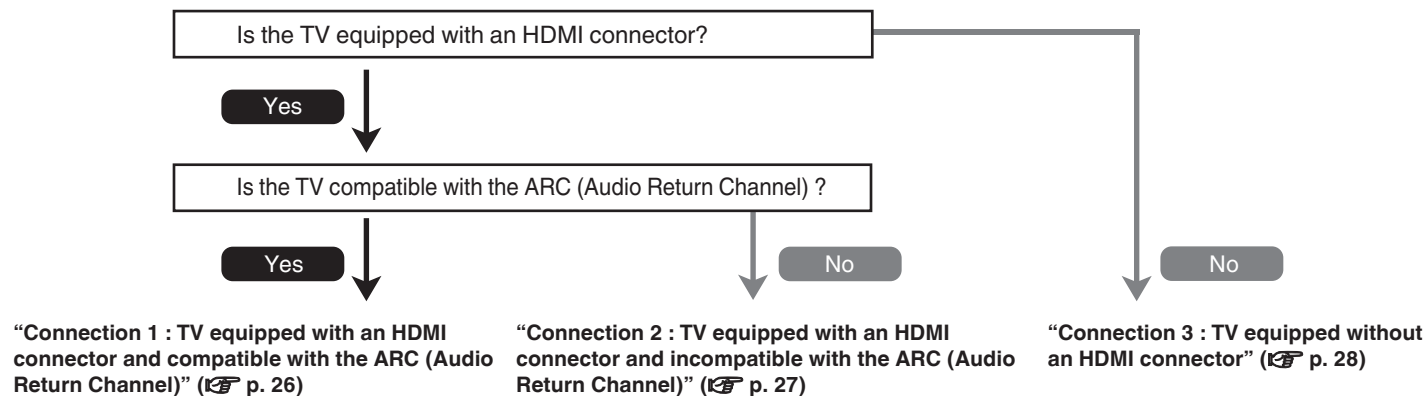 Is the TV equipped with an HDMI connector?
Yes
Is the TV compatible with the ARC (Audio Return Channel) ?
Yes
No
No
“Connection 1 : TV equipped with an HDMI
connector and compatible with the ARC (Audio
Return Channel)” (☞ p. 26)
“Connection 2 : TV equipped with an HDMI
connector and incompatible with the ARC (Audio
Return Channel)” (☞ p. 27)
“Connection 3 : TV equipped without
an HDMI connector” (☞ p. 28)